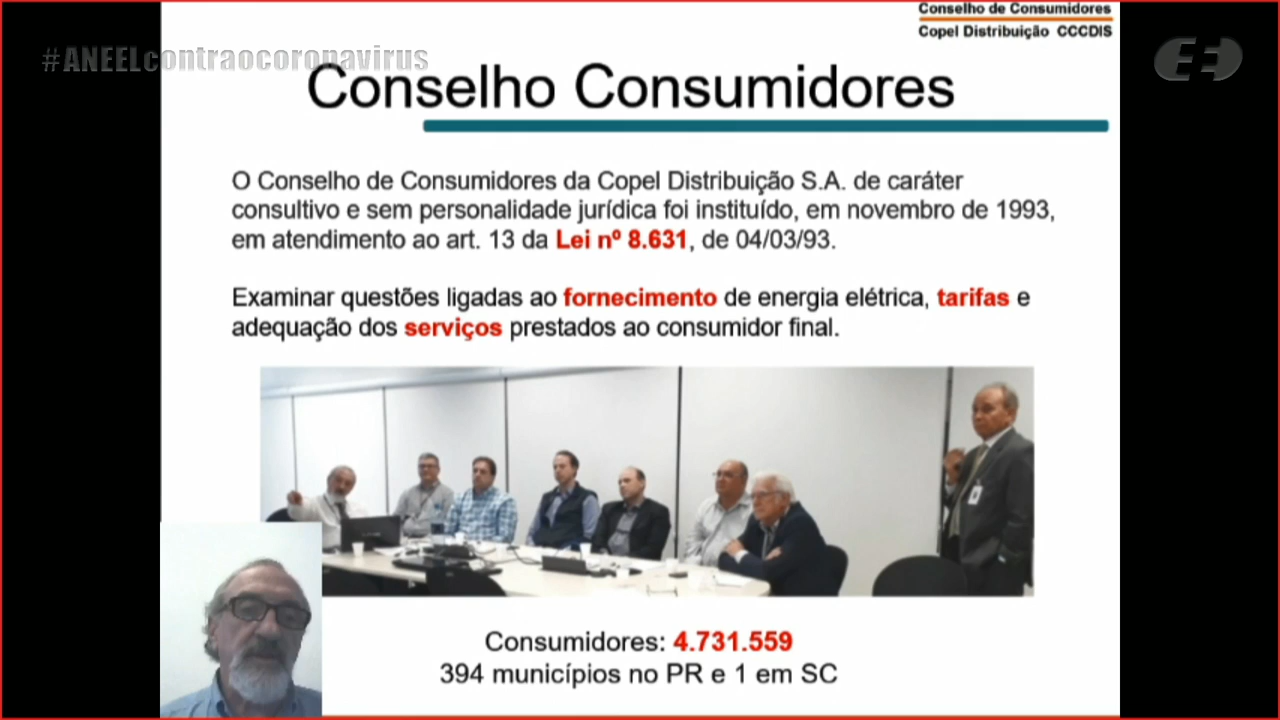 Conselho de Consumidores
Copel Distribuição CCCDIS
#ANEELcontraocoronavirus
Conselho Consumidores
O Conselho de Consumidores da Copel Distribuição S.A. de caráter
consultivo e sem personalidade jurídica foi instituído, em novembro de 1993,
em atendimento ao art. 13 da Lei nº 8.631, de 04/03/93.
Examinar questões ligadas ao fornecimento de energia elétrica, tarifas e
adequação dos serviços prestados ao consumidor final.
Consumidores: 4.731.559
394 municípios no PR e 1 em SC